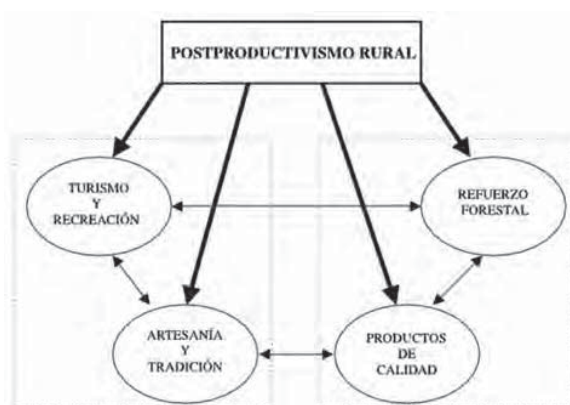 POSTPRODUCTIVISMO RURAL
TURISMO
Y
RECREACIÓN
REFUERZO
FORESTAL
ARTESANÍA
Y
TRADICIÓN
PRODUCTOS
DE
CALIDAD